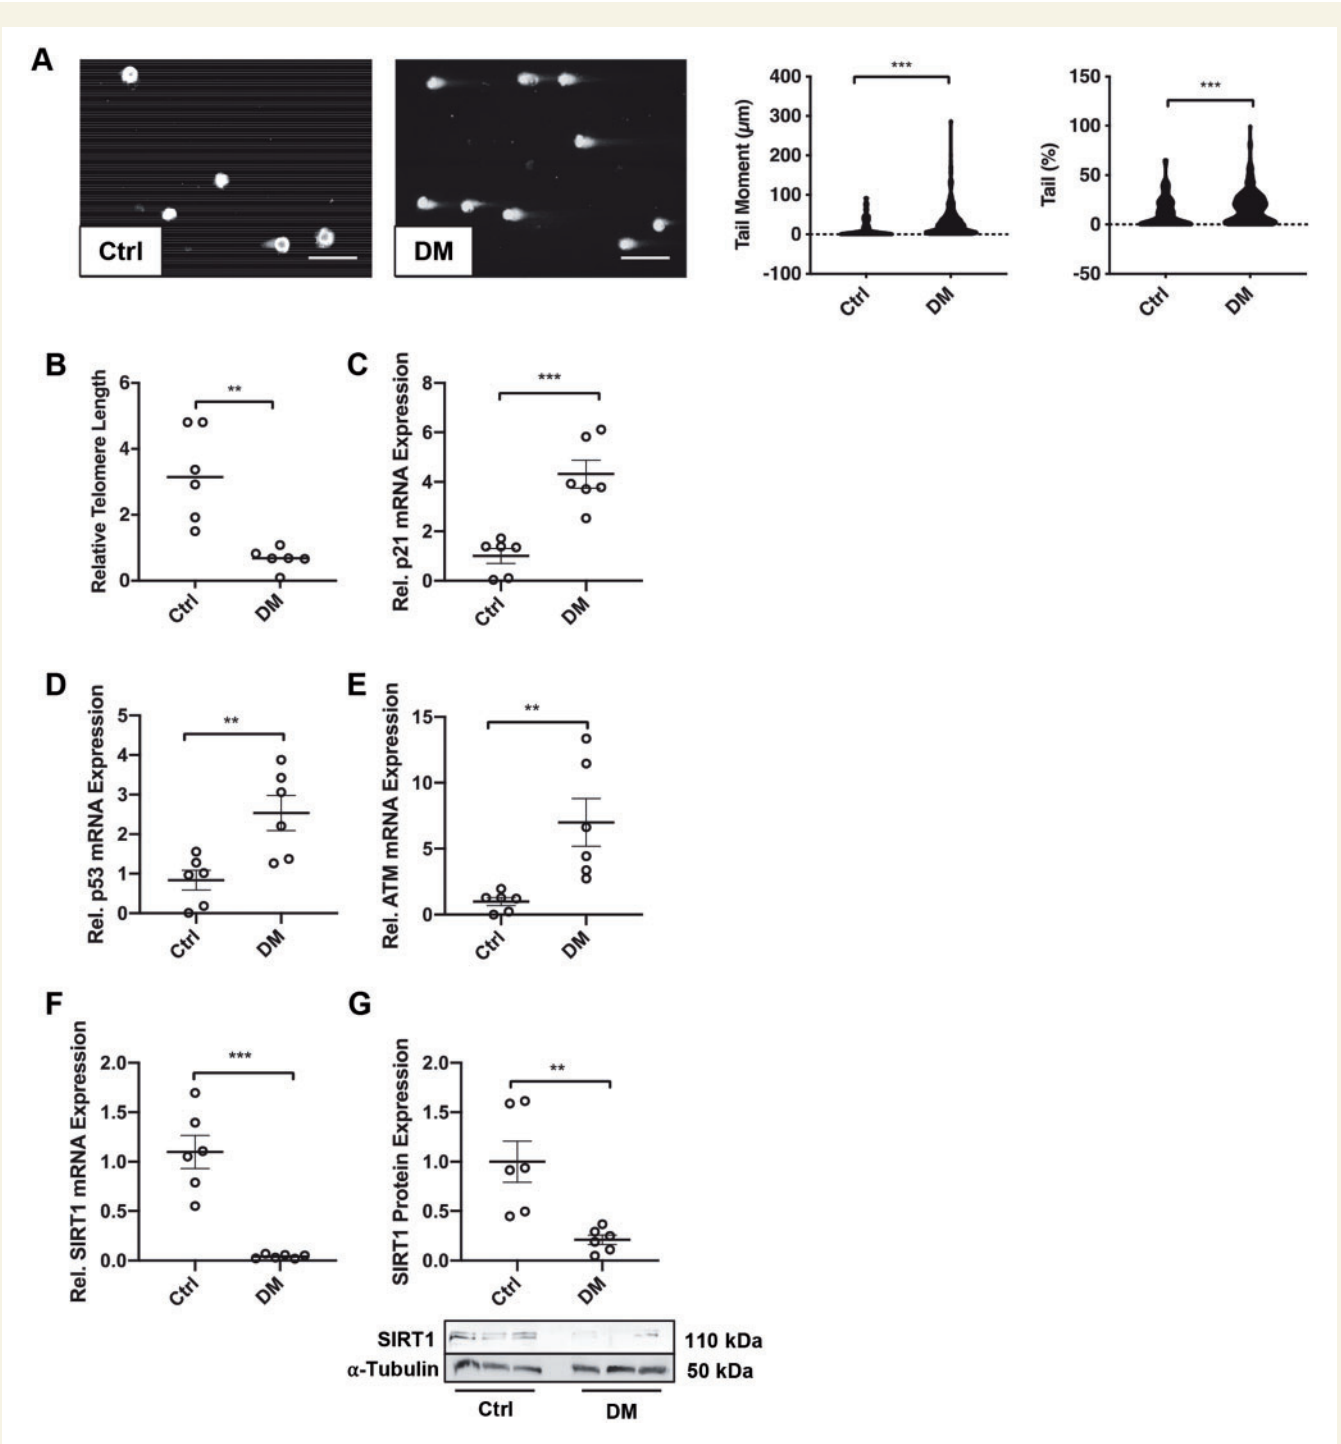 A
Ctrl
DM
Tail Moment (µm)
400
300
200
100
0
-100
***
Ctrl
DM
Tail (%)
150
100
50
0
-50
***
Ctrl
DM
B
Relative Telomere Length
6
4
2
0
**
Ctrl
DM
C
Rel. p21 mRNA Expression
8
6
4
2
0
***
Ctrl
DM
D
Rel. p53 mRNA Expression
5
4
3
2
1
0
**
Ctrl
DM
E
Rel. ATM mRNA Expression
15
10
5
0
**
Ctrl
DM
F
Rel. SIRT1 mRNA Expression
2.0
1.5
1.0
0.5
0.0
***
Ctrl
DM
G
SIRT1 Protein Expression
2.0
1.5
1.0
0.5
0.0
**
Ctrl
DM
SIRT1 110 kDa
α-Tubulin 50 kDa
Ctrl DM